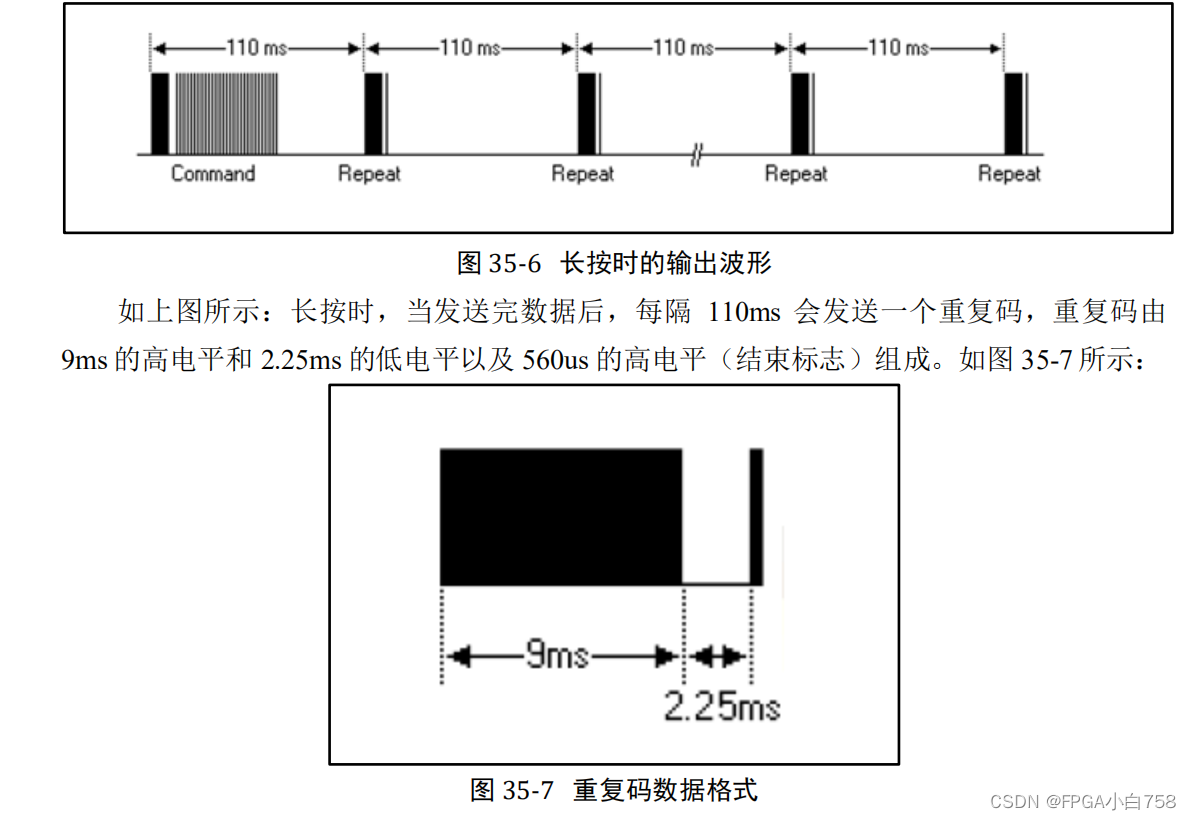 110 ms 110 ms 110 ms 110 ms
Command Repeat Repeat Repeat Repeat
图 35-6 长按时的输出波形
如上图所示：长按时，当发送完数据后，每隔 110ms 会发送一个重复码，重复码由
9ms 的高电平和 2.25ms 的低电平以及 560us 的高电平（结束标志）组成。如图 35-7 所示：
9ms
2.25ms
图 35-7 重复码数据格式
CSDN @FPGA小白758